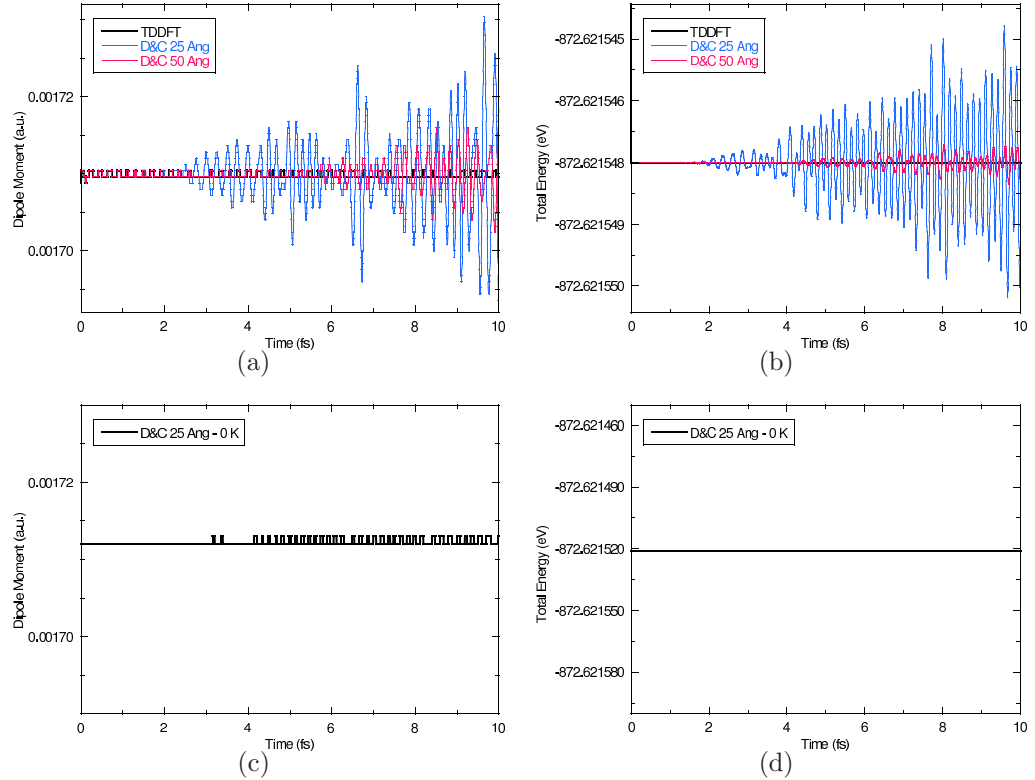 TDDFT
D&C 25 Ang
D&C 50 Ang
0.00172
0.00170
Dipole Moment (a.u.)
0 2 4 6 8 10
Time (fs)
(a)
TDDFT
D&C 25 Ang
D&C 50 Ang
-872.621545
-872.621546
-872.621548
-872.621549
-872.621550
Total Energy (eV)
0 2 4 6 8 10
Time (fs)
(b)
D&C 25 Ang - 0 K
0.00172
0.00170
Dipole Moment (a.u.)
0 2 4 6 8 10
Time (fs)
(c)
D&C 25 Ang - 0 K
-872.621460
-872.621490
-872.621520
-872.621550
-872.621580
Total Energy (eV)
0 2 4 6 8 10
Time (fs)
(d)